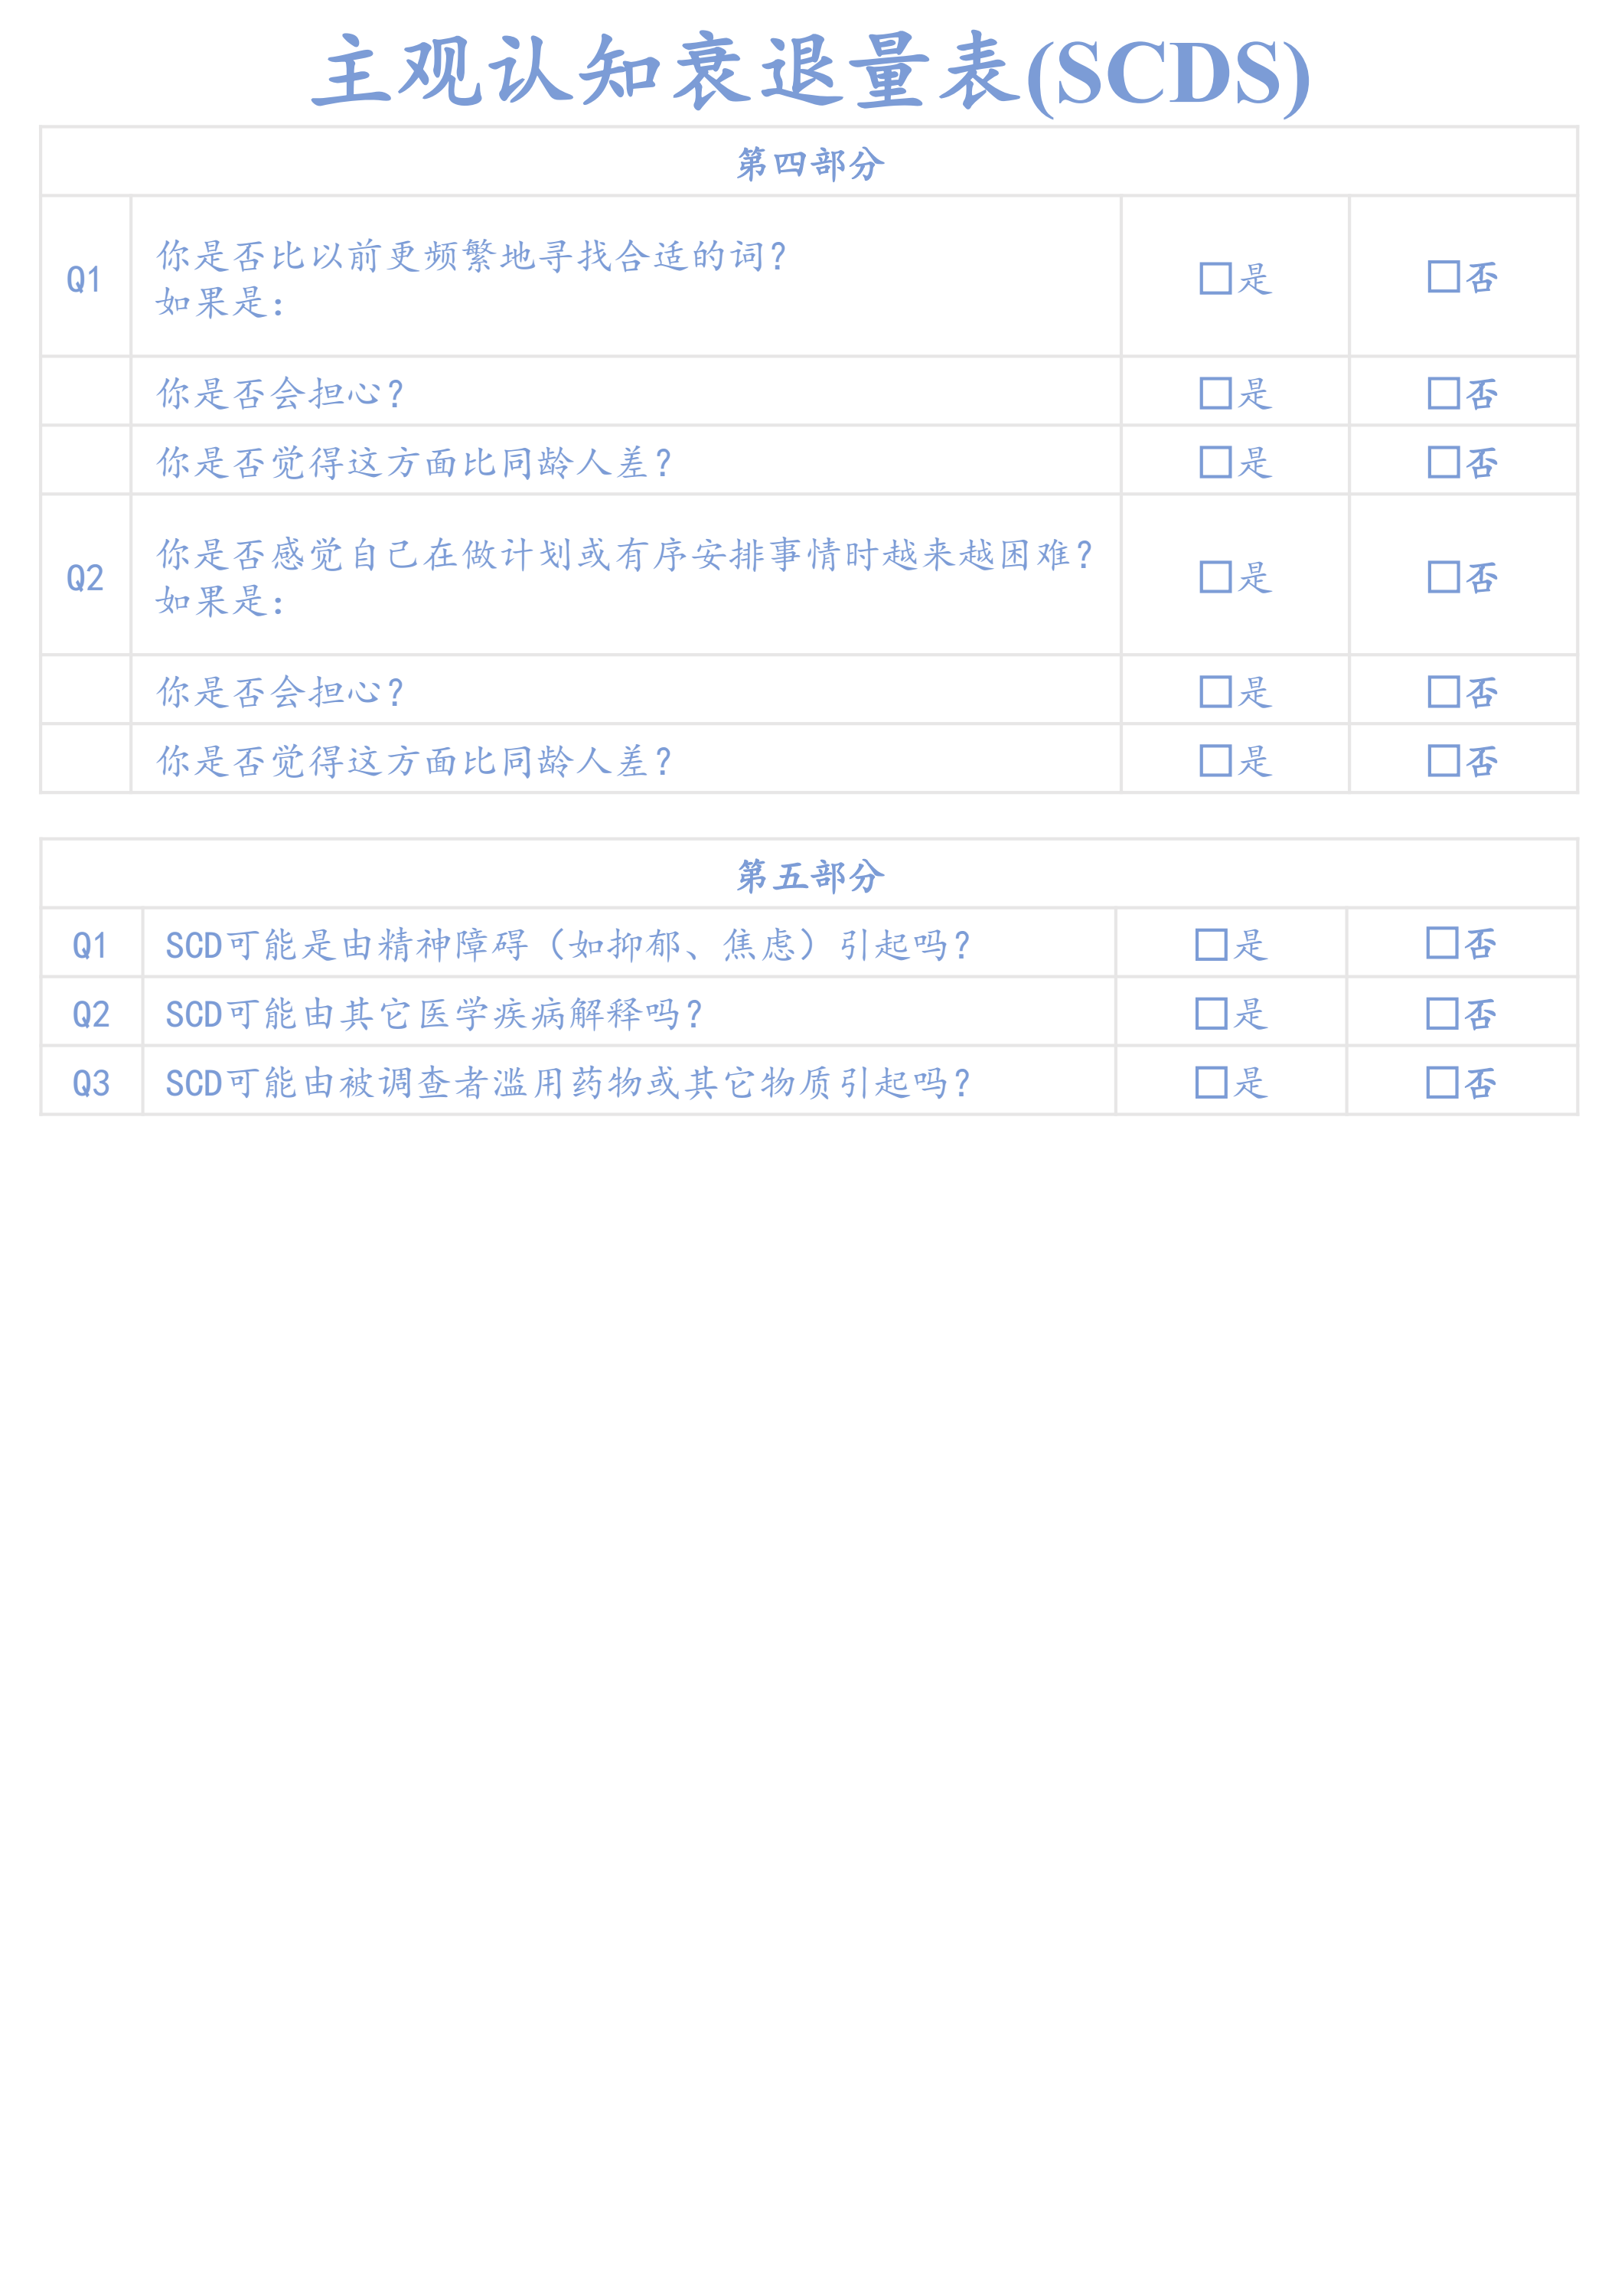 主观认知衰退量表(SCDS)
第四部分
Q1 你是否比以前更频繁地寻找合适的词？
如果是： □是 □否
你是否会担心？ □是 □否
你是否觉得这方面比同龄人差？ □是 □否
Q2 你是否感觉自己在做计划或有序安排事情时越来越困难？
如果是： □是 □否
你是否会担心？ □是 □否
你是否觉得这方面比同龄人差？ □是 □否
第五部分
Q1 SCD可能是由精神障碍（如抑郁、焦虑）引起吗？ □是 □否
Q2 SCD可能由其它医学疾病解释吗？ □是 □否
Q3 SCD可能由被调查者滥用药物或其它物质引起吗？ □是 □否